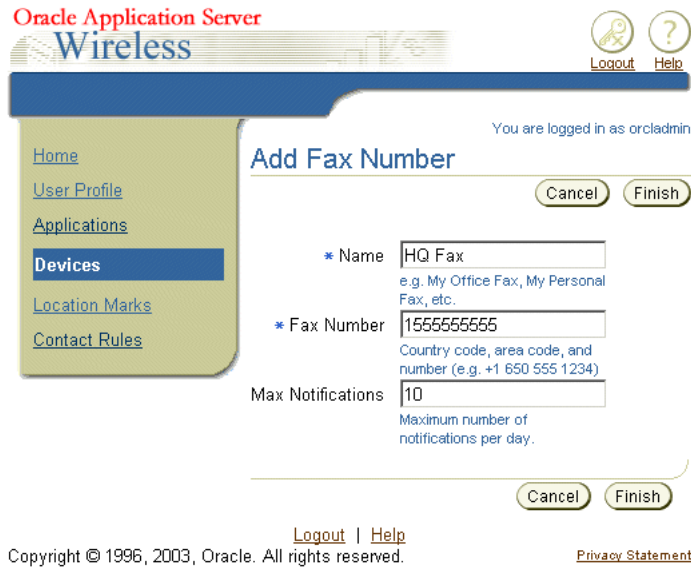 Oracle Application Server
Wireless
Logout Help
You are logged in as orcladmin
Home
User Profile
Applications
Devices
Location Marks
Contact Rules
Add Fax Number
Cancel Finish
* Name HQ Fax
e.g. My Office Fax, My Personal
Fax, etc.
* Fax Number 1555555555
Country code, area code, and
number (e.g. +1 650 555 1234)
Max Notifications 10
Maximum number of
notifications per day.
Cancel Finish
Logout | Help
Copyright © 1996, 2003, Oracle. All rights reserved.
Privacy Statement